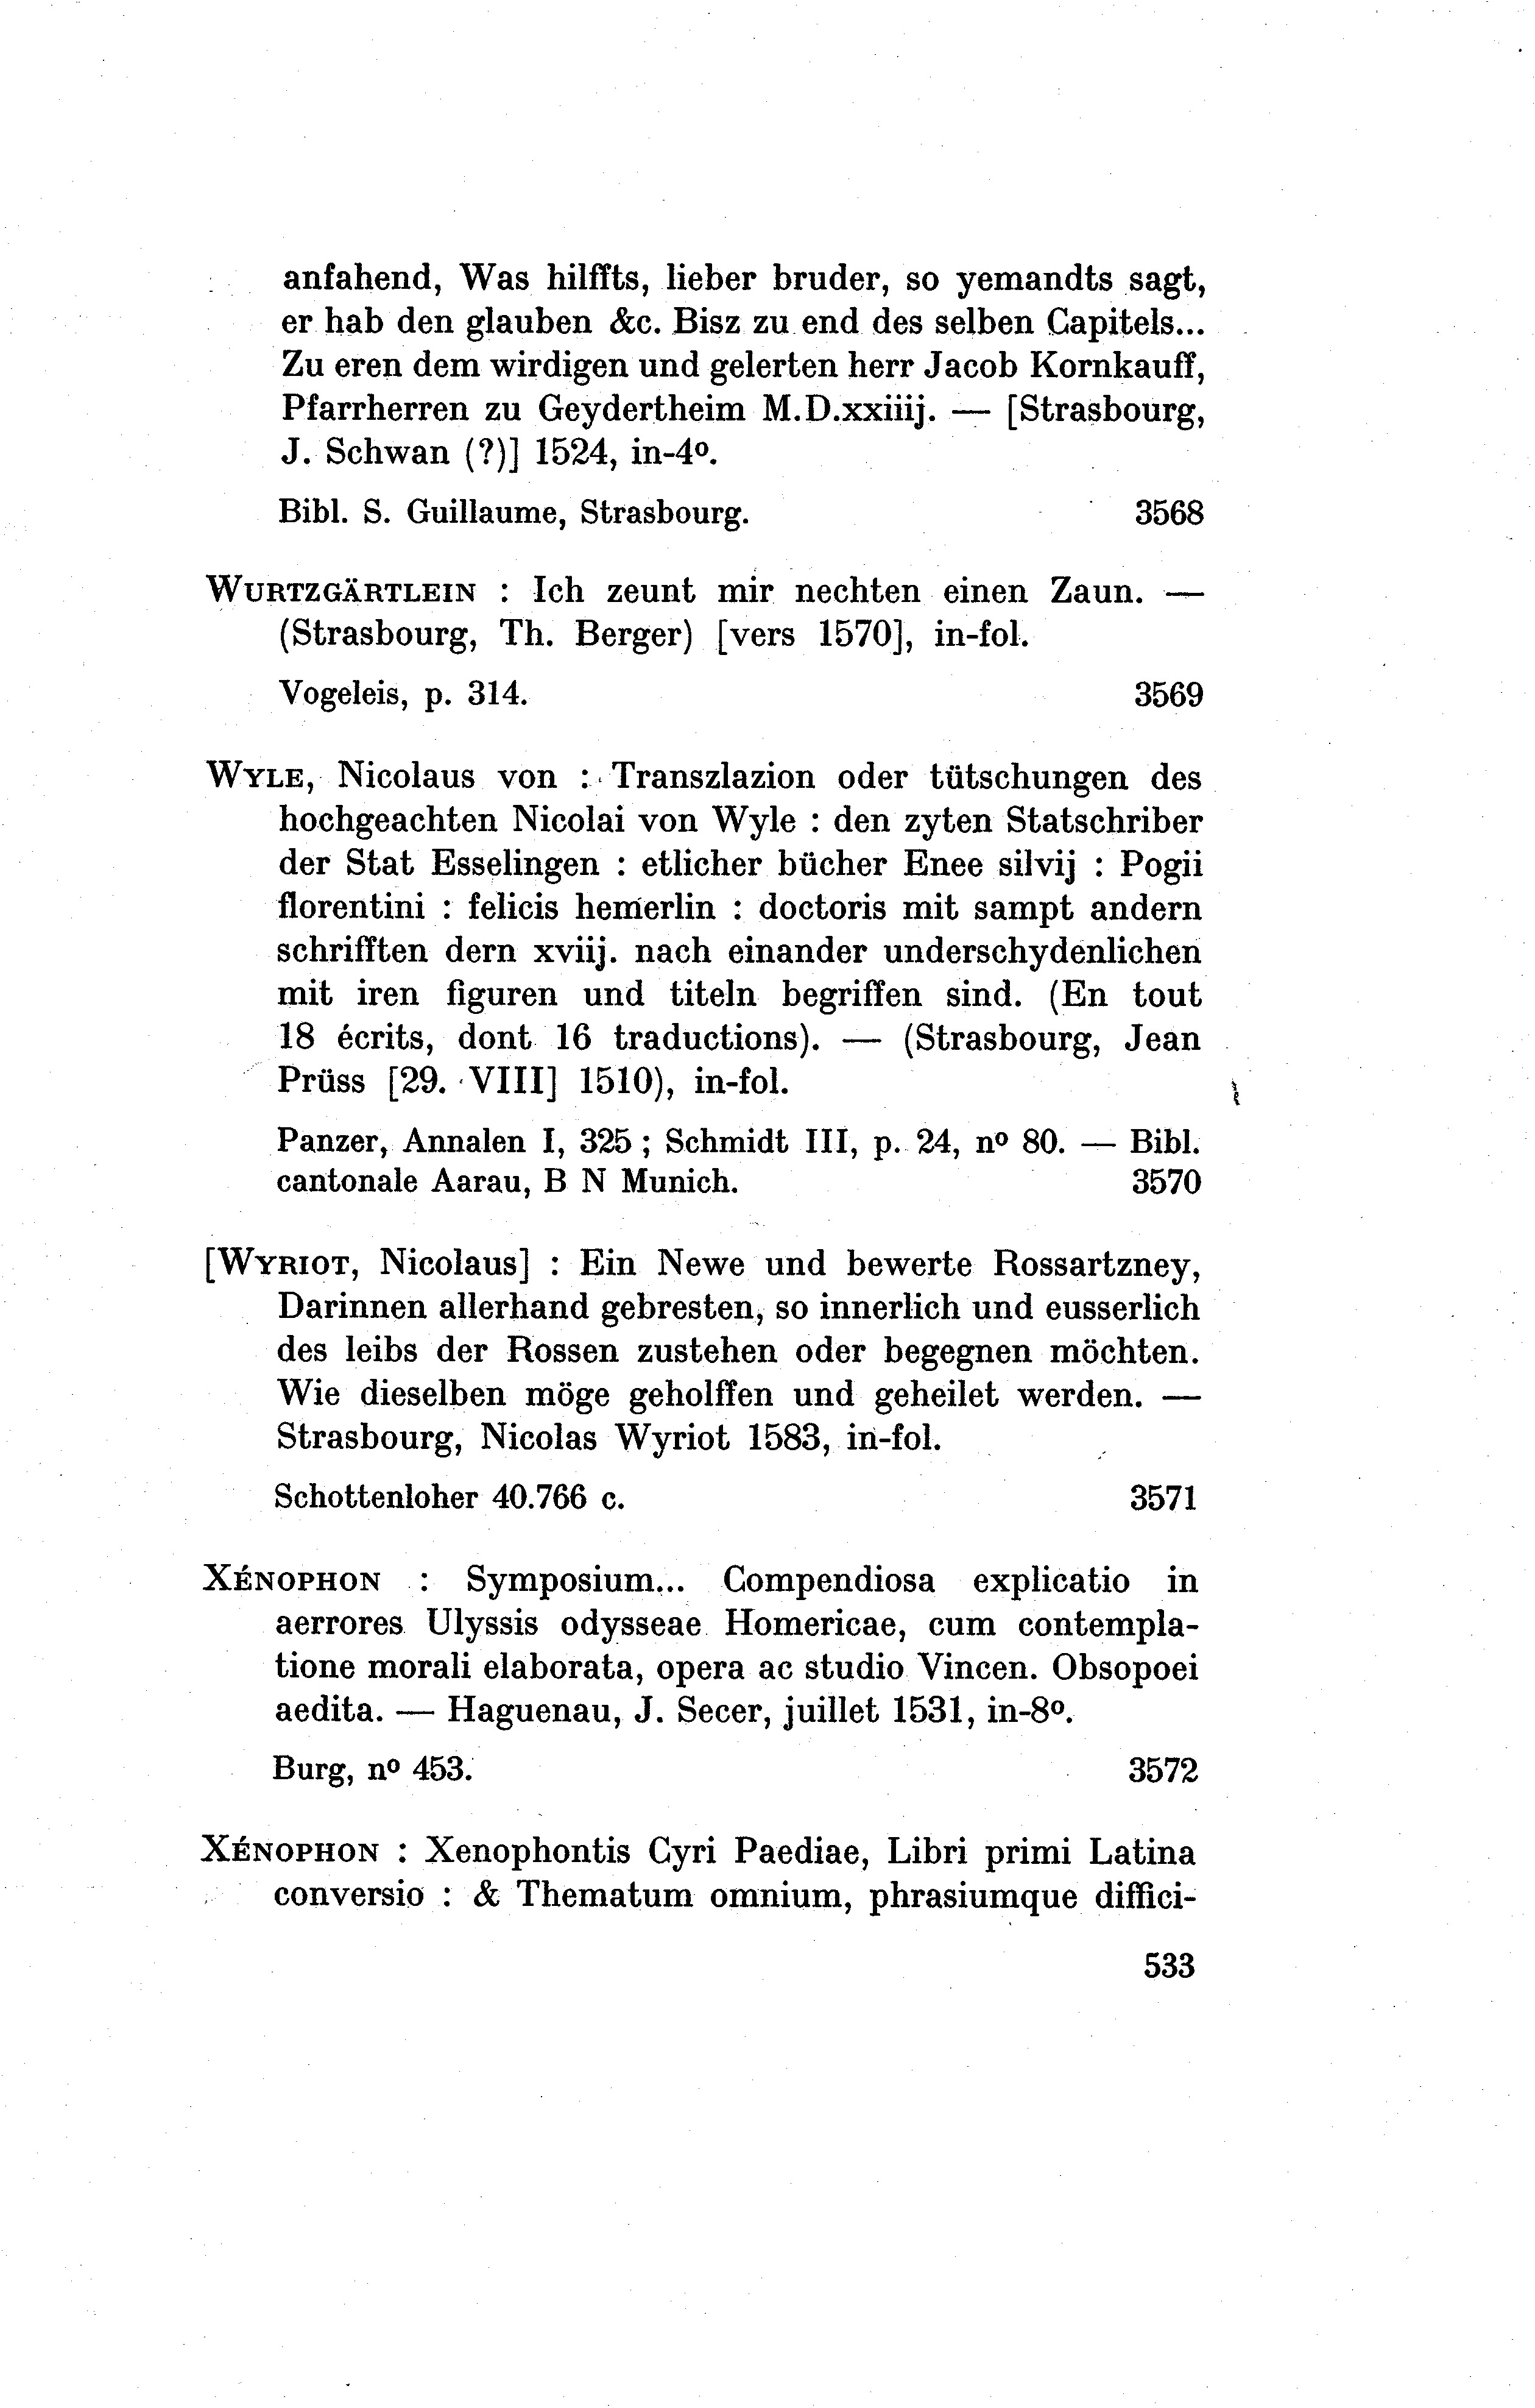 anfahend, Was hilffts, lieber bruder, so yemandts sagt,
er hab den glauben &c. Bisz zu end des selben Capitels...
Zu eren dem wirdigen und gelerten herr Jacob Kornkauff,
Pfarrherren zu Geydertheim M.D.xxiiij. — [Strasbourg,
J. Schwan (?)] 1524, in-4º.
Bibl. S. Guillaume, Strasbourg. 3568
WURTZGÄRTLEIN : Ich zeunt mir nechten einen Zaun. —
(Strasbourg, Th. Berger) [vers 1570], in-fol.
Vogeleis, p. 314. 3569
WYLE, Nicolaus von : Transzlazion oder tütschungen des
hochgeachten Nicolai von Wyle : den zyten Statschriber
der Stat Esselingen : etlicher bücher Enee silvij : Pogii
florentini : felicis hemerlin : doctoris mit sampt andern
schrifften dern xviij. nach einander underschydenlichen
mit iren figuren und titeln begriffen sind. (En tout
18 écrits, dont 16 traductions). — (Strasbourg, Jean
Prüss [29. VIII] 1510), in-fol.
Panzer, Annalen I, 325 ; Schmidt III, p. 24, nº 80. — Bibl.
cantonale Aarau, B N Munich. 3570
[WYRIOT, Nicolaus] : Ein Newe und bewerte Rossartzney,
Darinnen allerhand gebresten, so innerlich und eusserlich
des leibs der Rossen zustehen oder begegnen möchten.
Wie dieselben möge geholffen und geheilet werden. —
Strasbourg, Nicolas Wyriot 1583, in-fol.
Schottenloher 40.766 c. 3571
XÉNOPHON : Symposium... Compendiosa explicatio in
aerrores Ulyssis odysseae Homericae, cum contempla-
tione morali elaborata, opera ac studio Vincen. Obsopoei
aedita. — Haguenau, J. Secer, juillet 1531, in-8º.
Burg, nº 453. 3572
XÉNOPHON : Xenophontis Cyri Paediae, Libri primi Latina
conversio : & Thematum omnium, phrasiumque diffici-
533